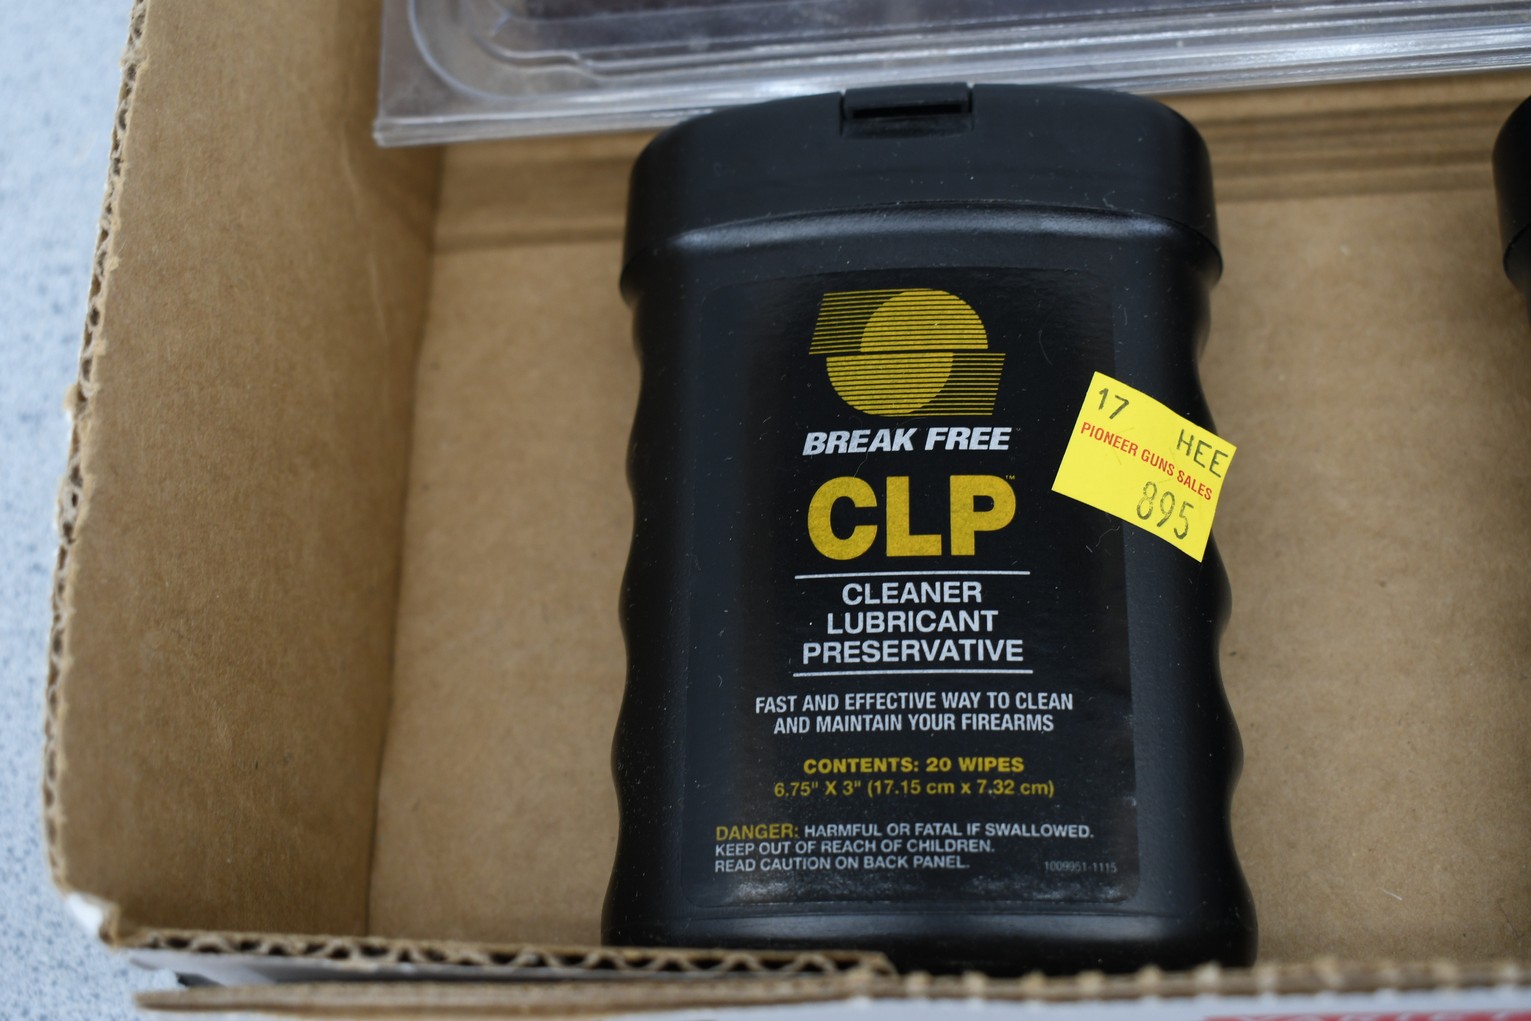 BREAK FREE
CLP™
CLEANER
LUBRICANT
PRESERVATIVE
FAST AND EFFECTIVE WAY TO CLEAN
AND MAINTAIN YOUR FIREARMS
CONTENTS: 20 WIPES
6.75" X 3" (17.15 cm x 7.32 cm)
DANGER: HARMFUL OR FATAL IF SWALLOWED.
KEEP OUT OF REACH OF CHILDREN.
READ CAUTION ON BACK PANEL.
1009951-1115
17 HEE
PIONEER GUNS SALES
895